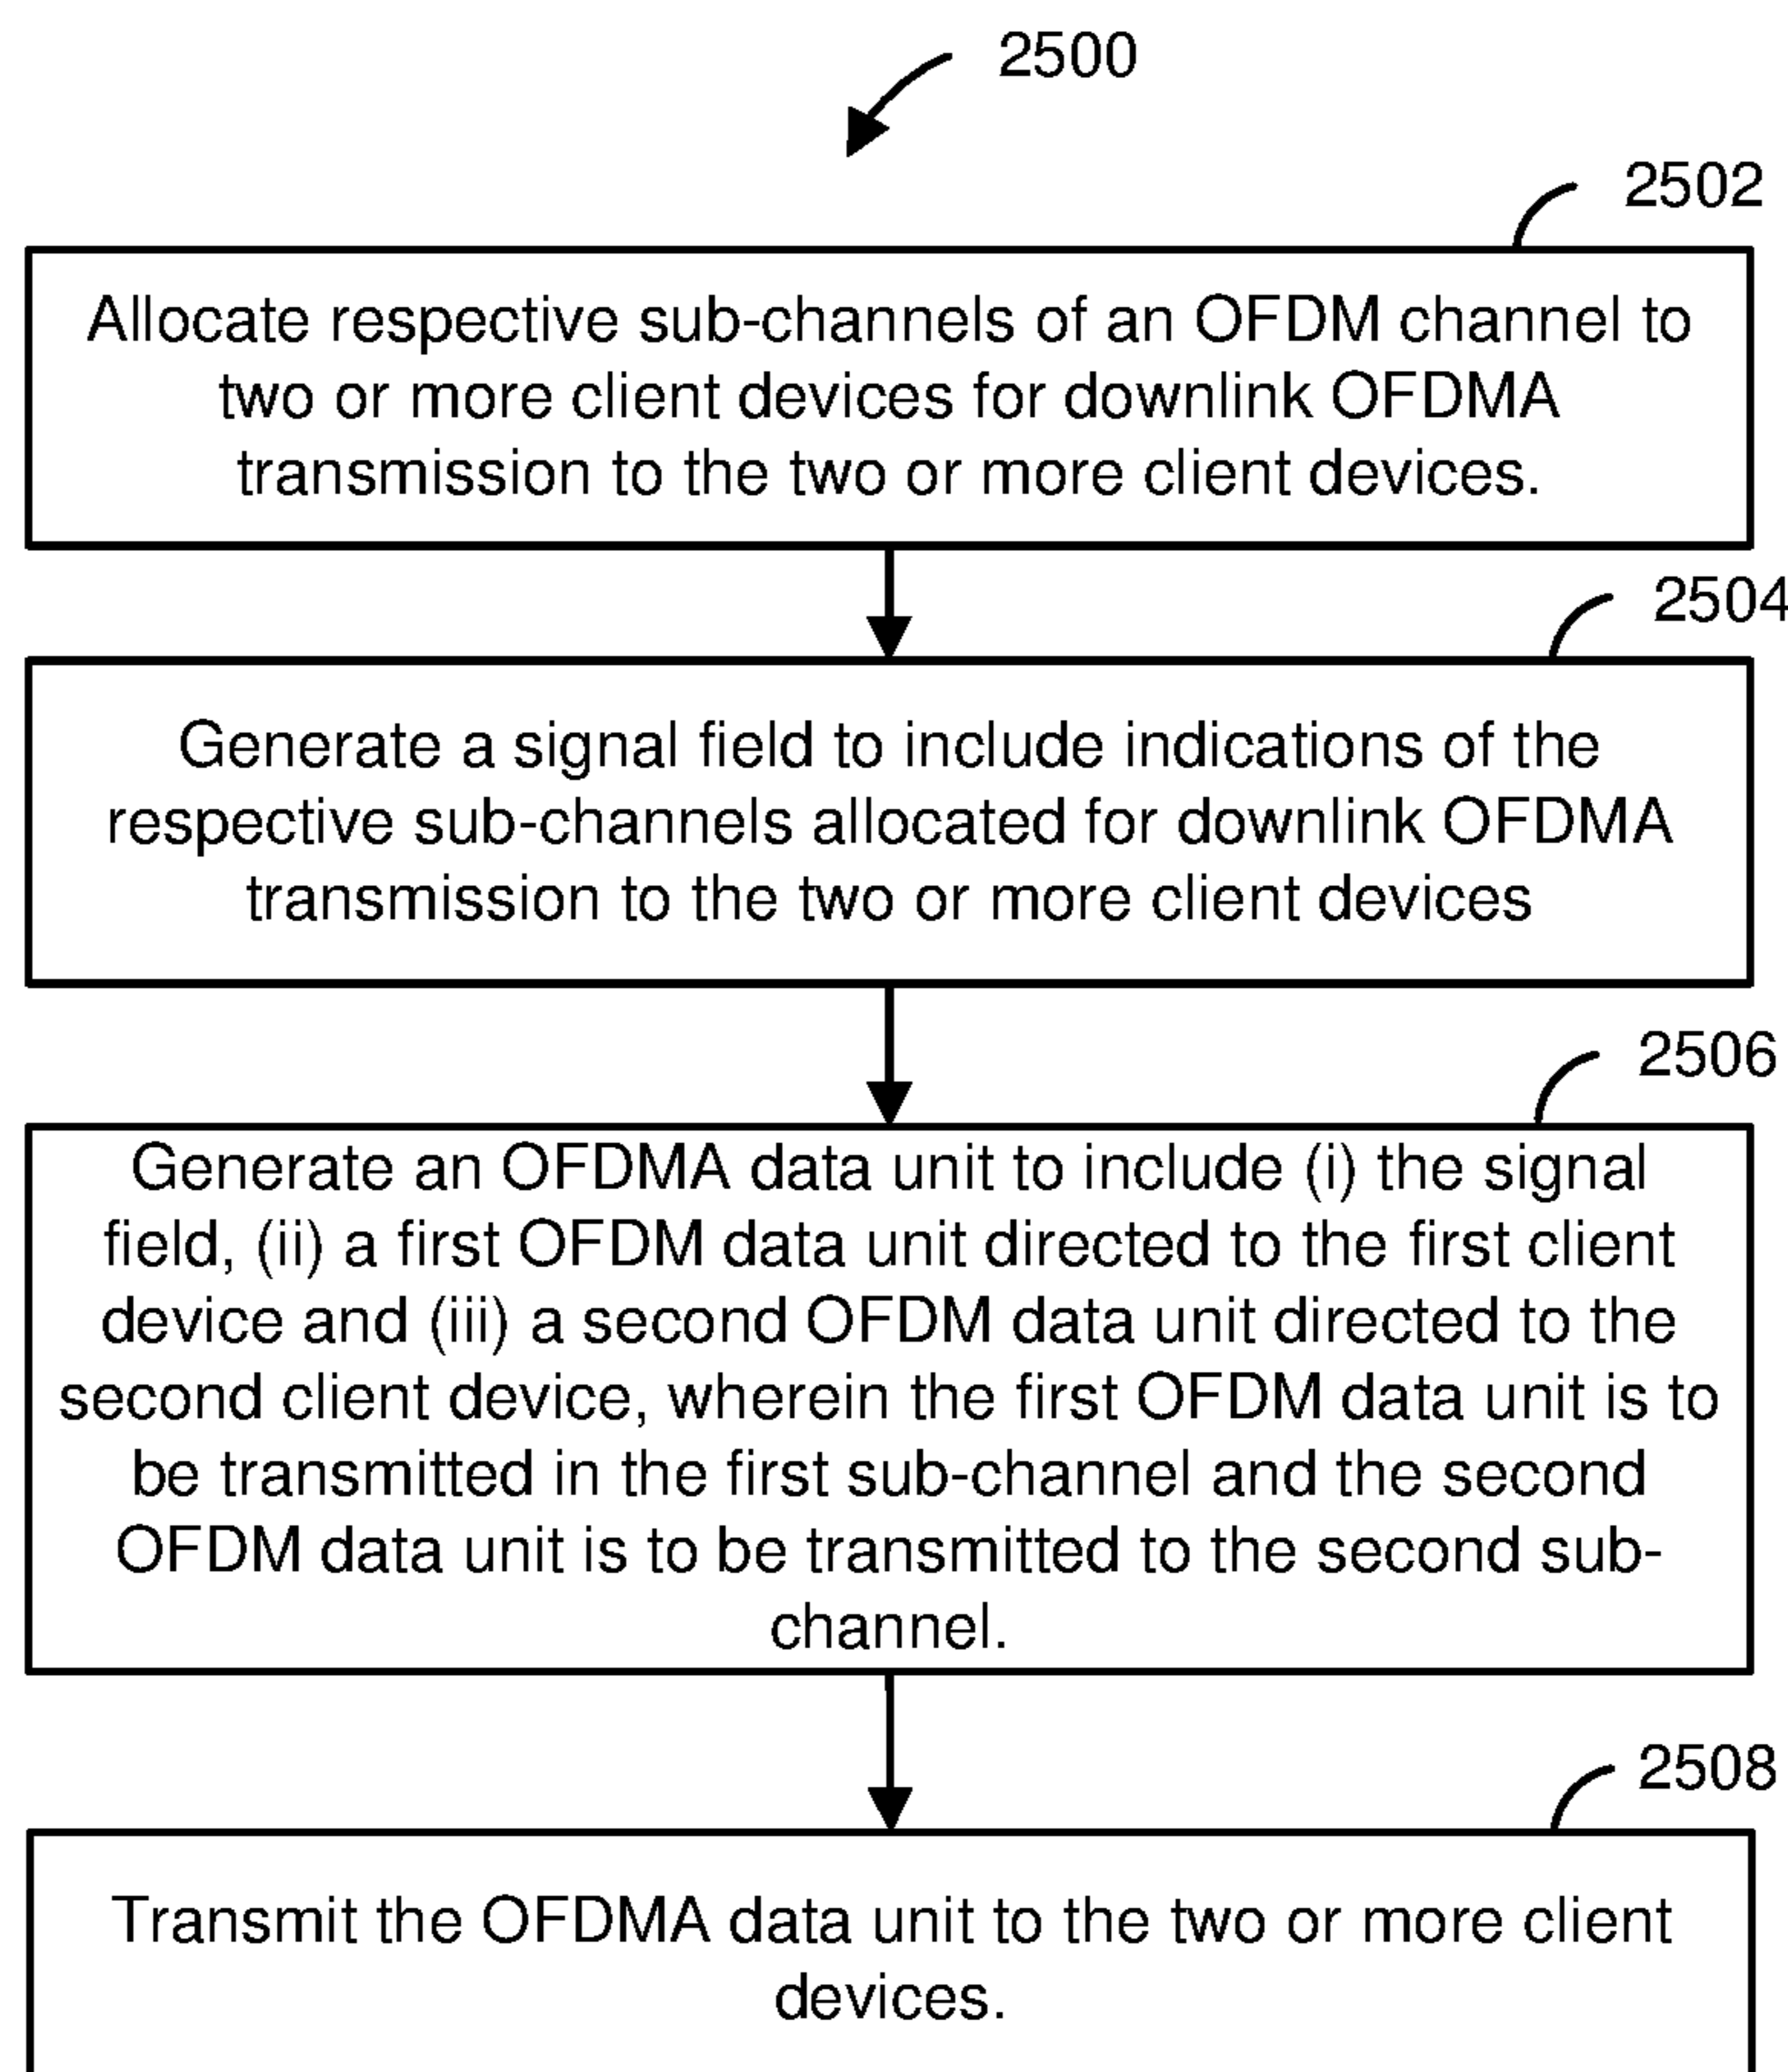 2500
2502
Allocate respective sub-channels of an OFDM channel to
two or more client devices for downlink OFDMA
transmission to the two or more client devices.
2504
Generate a signal field to include indications of the
respective sub-channels allocated for downlink OFDMA
transmission to the two or more client devices
2506
Generate an OFDMA data unit to include (i) the signal
field, (ii) a first OFDM data unit directed to the first client
device and (iii) a second OFDM data unit directed to the
second client device, wherein the first OFDM data unit is to
be transmitted in the first sub-channel and the second
OFDM data unit is to be transmitted to the second sub-
channel.
2508
Transmit the OFDMA data unit to the two or more client
devices.